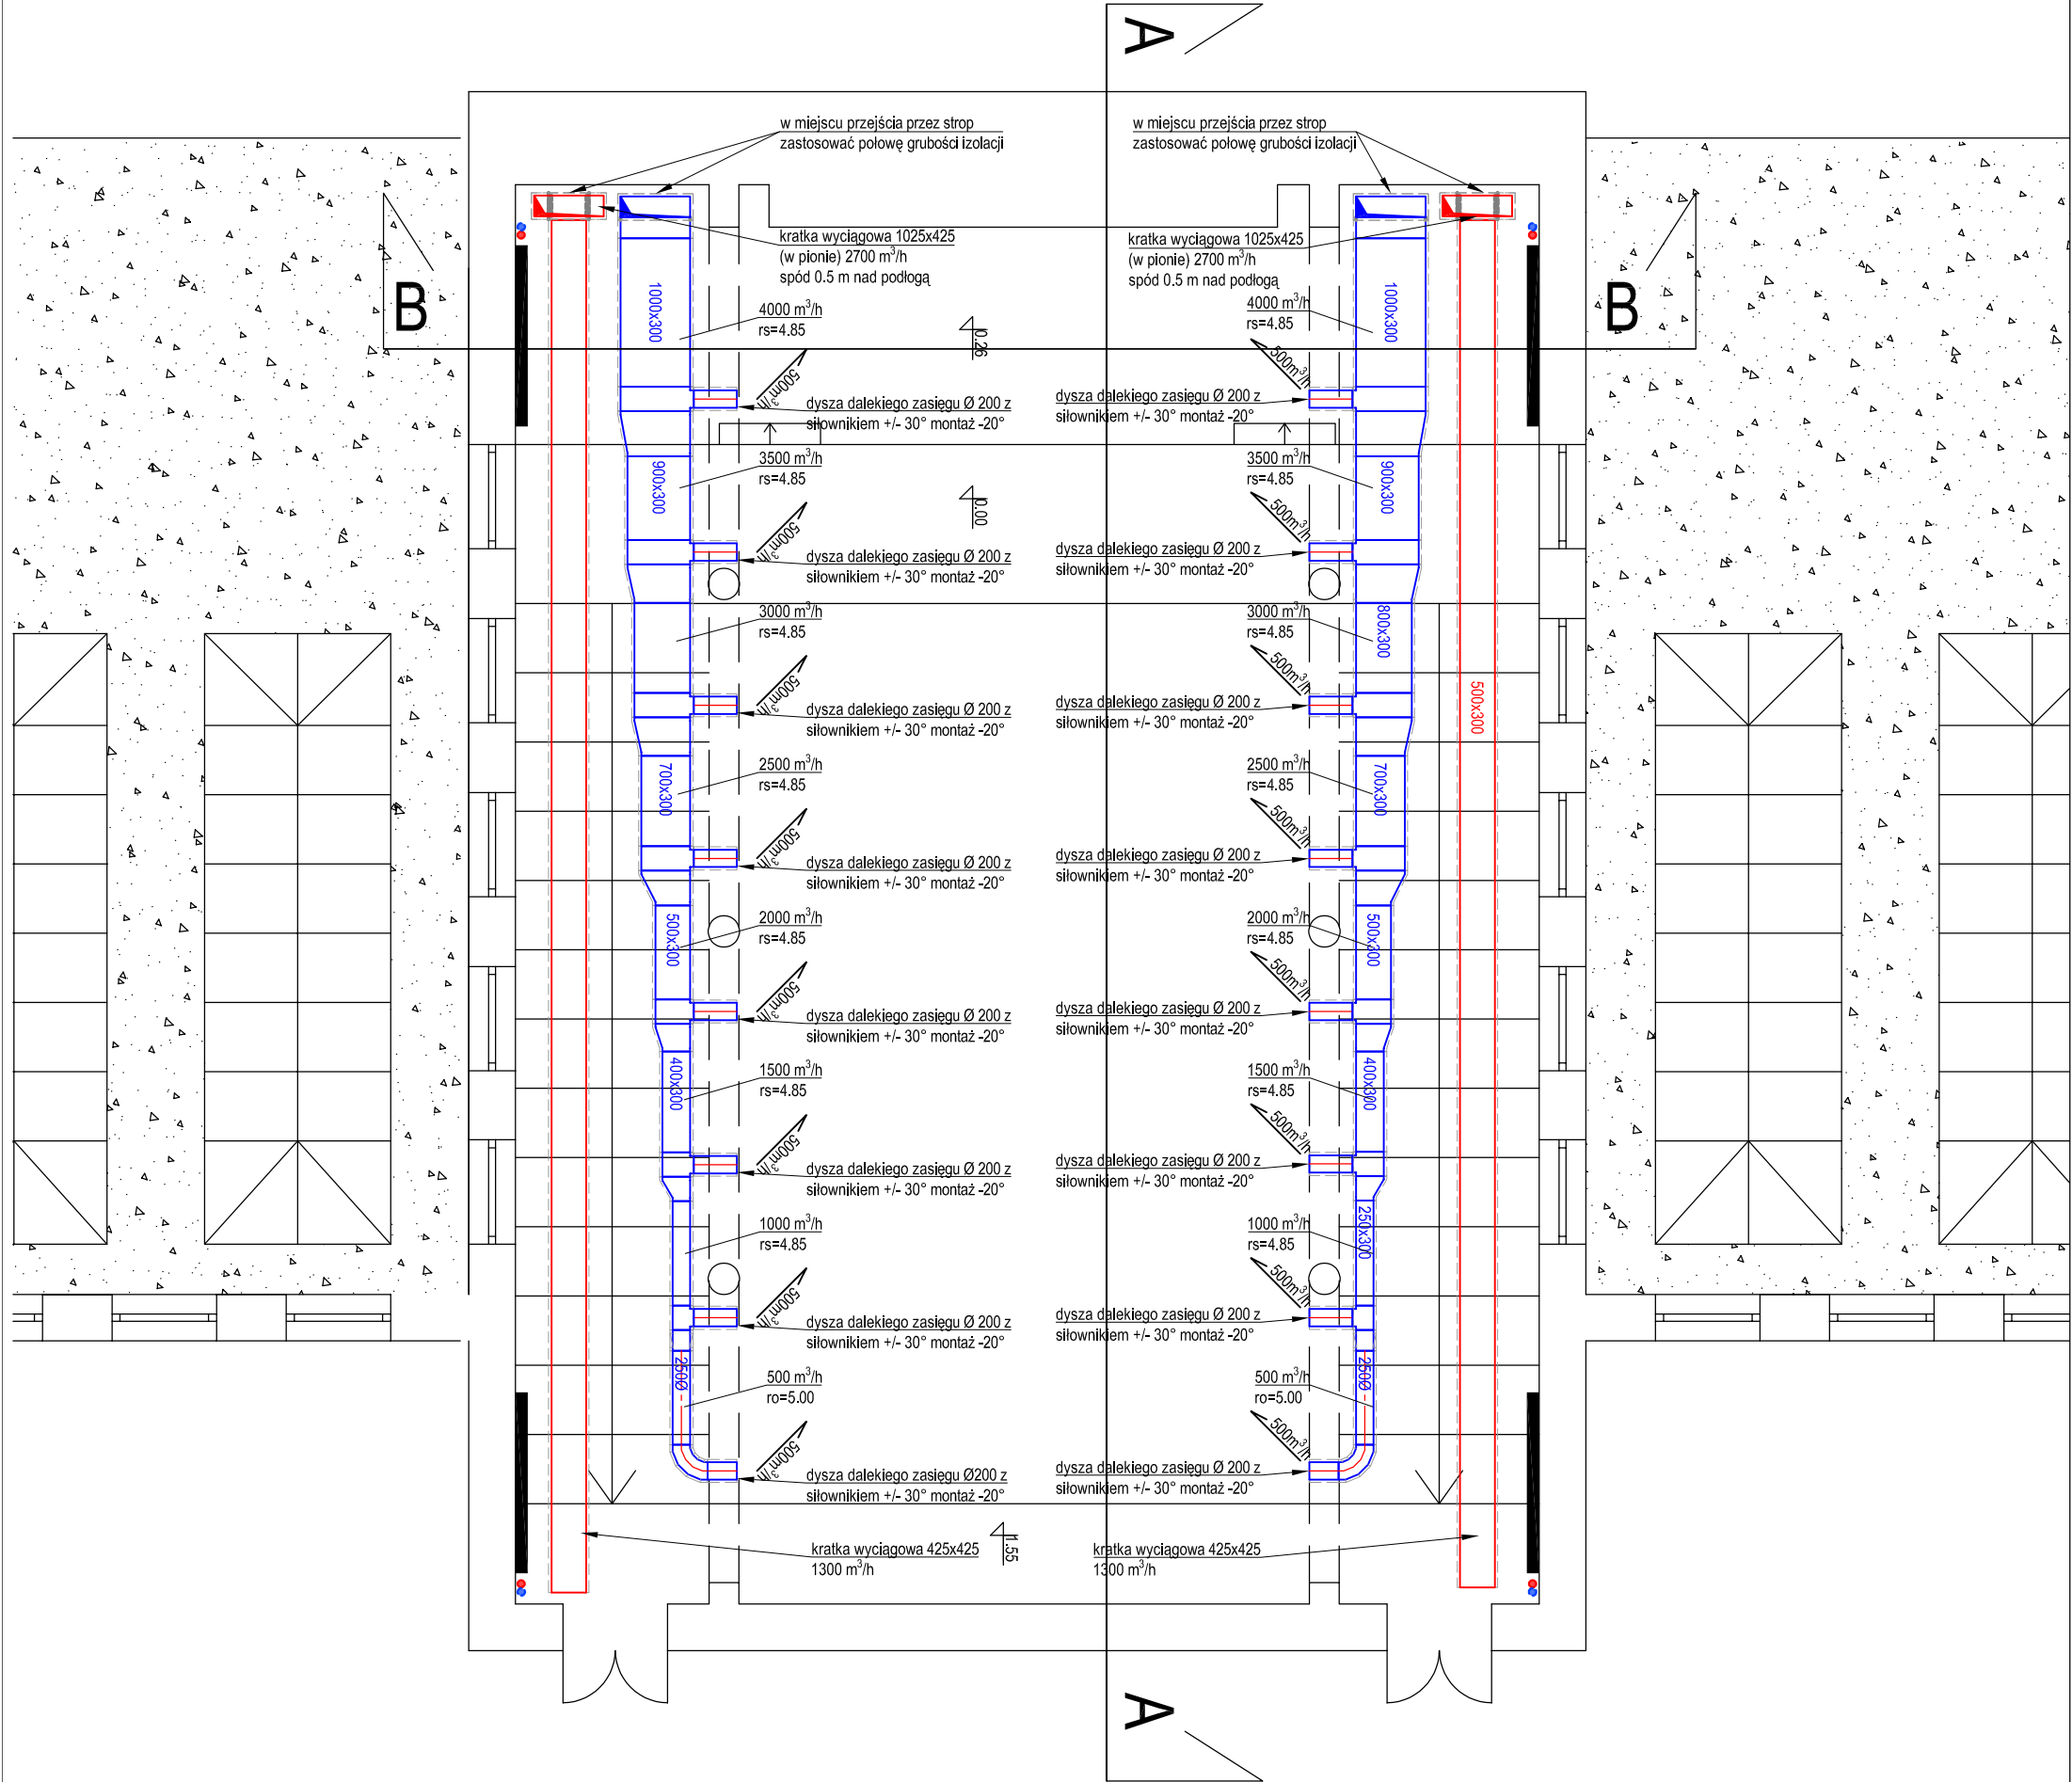 A
w miejscu przejścia przez strop
zastosować połowę grubości izolacji
w miejscu przejścia przez strop
zastosować połowę grubości izolacji
kratka wyciągowa 1025x425
(w pionie) 2700 m³/h
spód 0.5 m nad podłogą
kratka wyciągowa 1025x425
(w pionie) 2700 m³/h
spód 0.5 m nad podłogą
B
B
1000x300
4000 m³/h
rs=4.85
0.26
4000 m³/h
rs=4.85
1000x300
500m³/h
500m³/h
dysza dalekiego zasięgu Ø 200 z
siłownikiem +/- 30° montaż -20°
dysza dalekiego zasięgu Ø 200 z
siłownikiem +/- 30° montaż -20°
900x300
3500 m³/h
rs=4.85
0.00
3500 m³/h
rs=4.85
900x300
500m³/h
500m³/h
dysza dalekiego zasięgu Ø 200 z
siłownikiem +/- 30° montaż -20°
dysza dalekiego zasięgu Ø 200 z
siłownikiem +/- 30° montaż -20°
3000 m³/h
rs=4.85
3000 m³/h
rs=4.85
800x300
500x300
500m³/h
500m³/h
dysza dalekiego zasięgu Ø 200 z
siłownikiem +/- 30° montaż -20°
dysza dalekiego zasięgu Ø 200 z
siłownikiem +/- 30° montaż -20°
700x300
2500 m³/h
rs=4.85
2500 m³/h
rs=4.85
700x300
500m³/h
500m³/h
dysza dalekiego zasięgu Ø 200 z
siłownikiem +/- 30° montaż -20°
dysza dalekiego zasięgu Ø 200 z
siłownikiem +/- 30° montaż -20°
500x300
2000 m³/h
rs=4.85
2000 m³/h
rs=4.85
500x300
500m³/h
500m³/h
dysza dalekiego zasięgu Ø 200 z
siłownikiem +/- 30° montaż -20°
dysza dalekiego zasięgu Ø 200 z
siłownikiem +/- 30° montaż -20°
400x300
1500 m³/h
rs=4.85
1500 m³/h
rs=4.85
400x300
500m³/h
500m³/h
dysza dalekiego zasięgu Ø 200 z
siłownikiem +/- 30° montaż -20°
dysza dalekiego zasięgu Ø 200 z
siłownikiem +/- 30° montaż -20°
1000 m³/h
rs=4.85
1000 m³/h
rs=4.85
250x300
500m³/h
500m³/h
dysza dalekiego zasięgu Ø 200 z
siłownikiem +/- 30° montaż -20°
dysza dalekiego zasięgu Ø 200 z
siłownikiem +/- 30° montaż -20°
250Ø
500 m³/h
ro=5.00
500 m³/h
ro=5.00
250Ø
500m³/h
500m³/h
dysza dalekiego zasięgu Ø200 z
siłownikiem +/- 30° montaż -20°
dysza dalekiego zasięgu Ø 200 z
siłownikiem +/- 30° montaż -20°
kratka wyciągowa 425x425
1300 m³/h
1.55
kratka wyciągowa 425x425
1300 m³/h
A